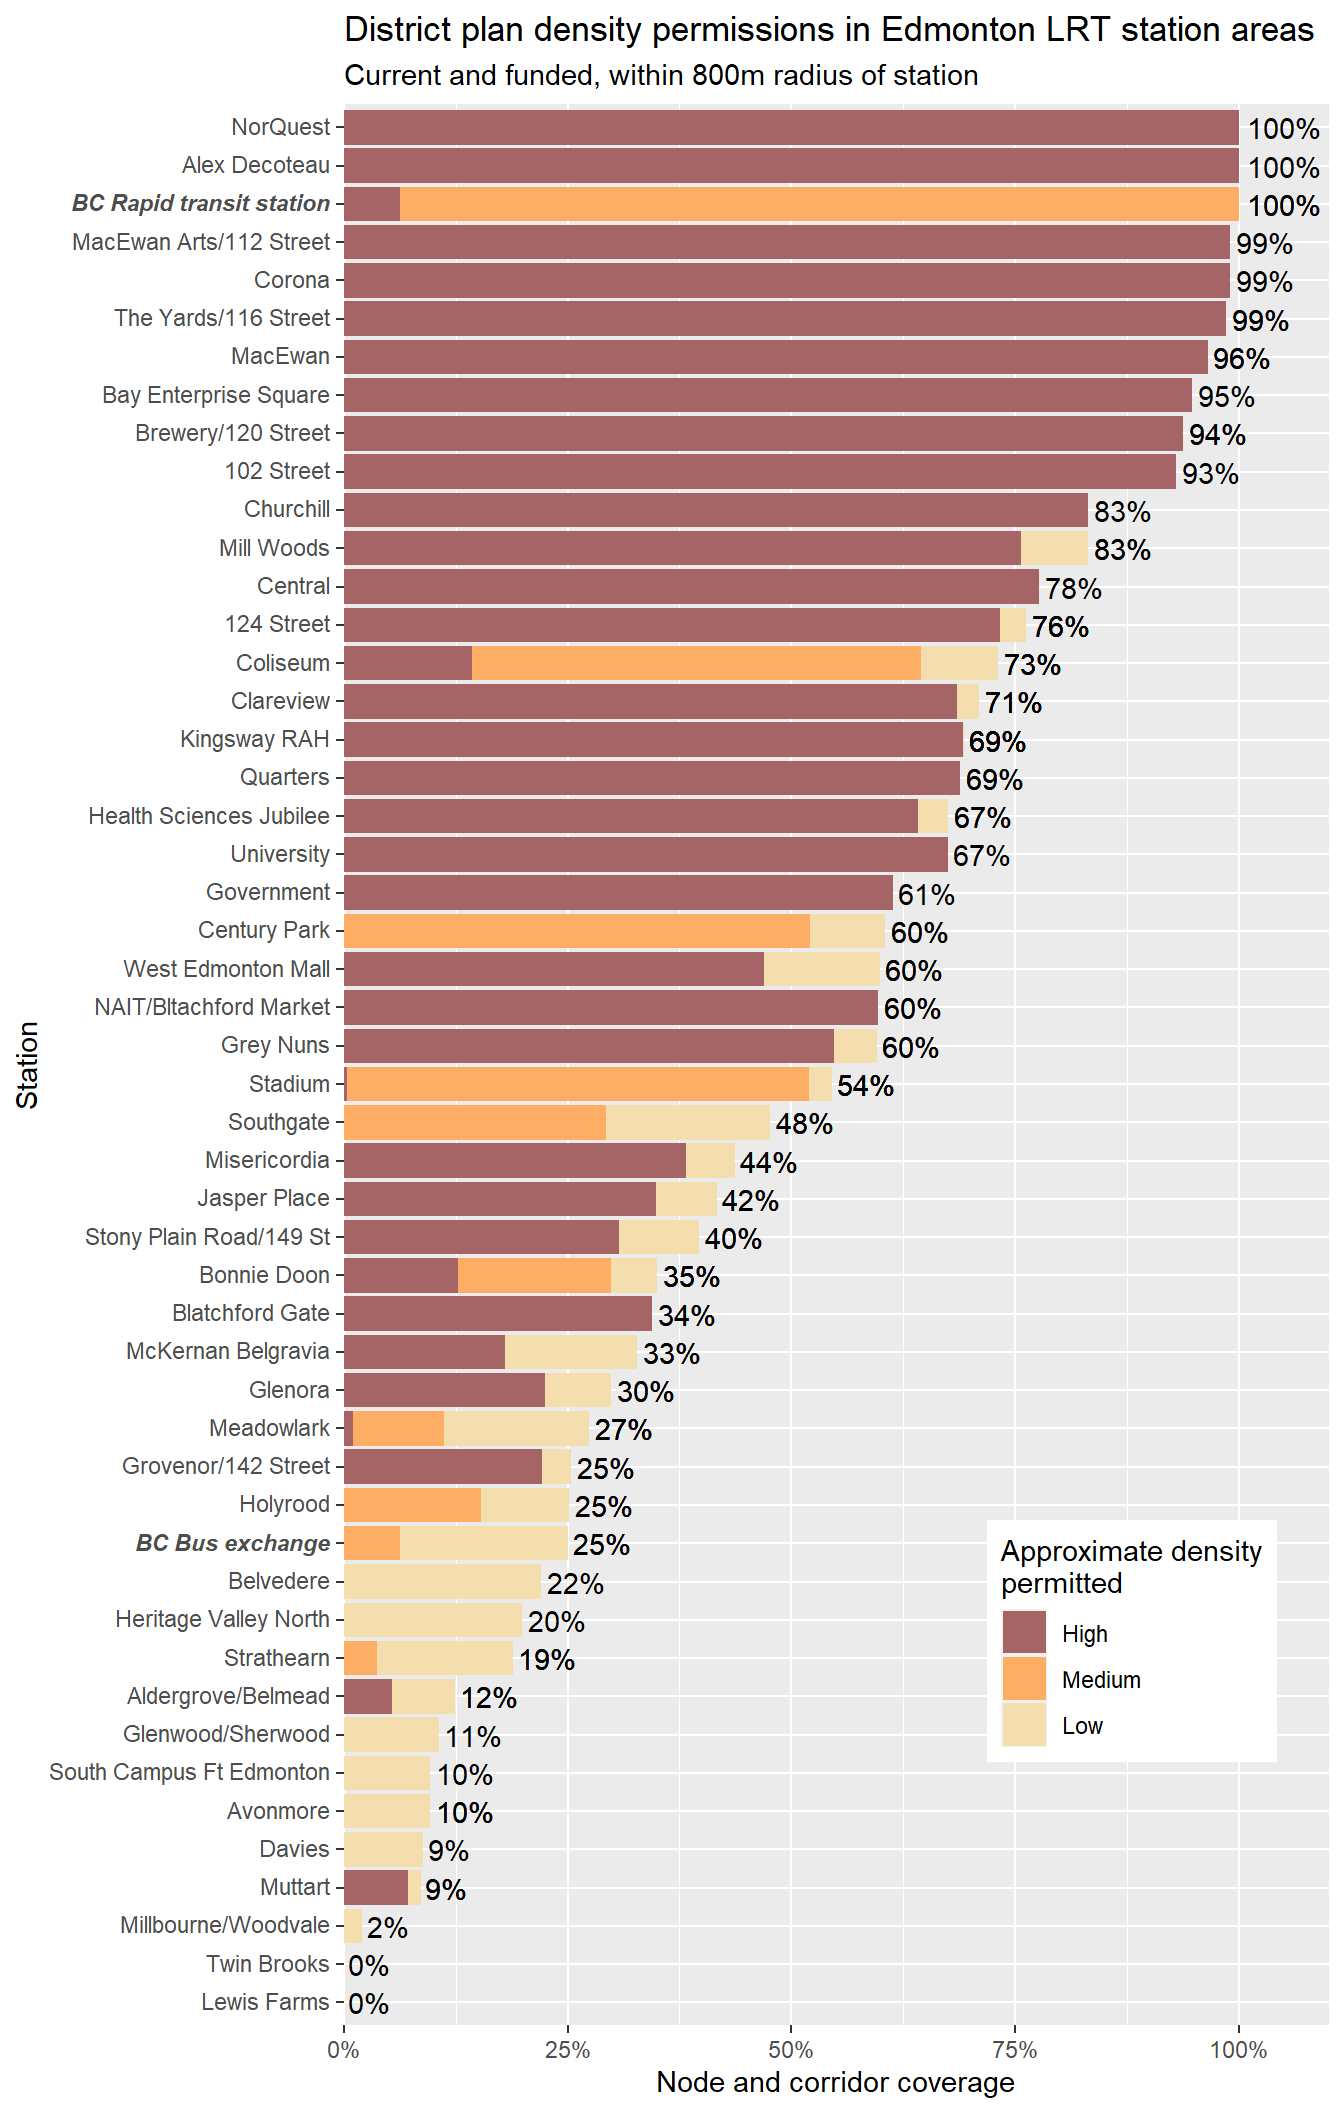 District plan density permissions in Edmonton LRT station areas
Current and funded, within 800m radius of station
NorQuest 100%
Alex Decoteau 100%
BC Rapid transit station 100%
MacEwan Arts/112 Street 99%
Corona 99%
The Yards/116 Street 99%
MacEwan 96%
Bay Enterprise Square 95%
Brewery/120 Street 94%
102 Street 93%
Churchill 83%
Mill Woods 83%
Central 78%
124 Street 76%
Coliseum 73%
Clareview 71%
Kingsway RAH 69%
Quarters 69%
Health Sciences Jubilee 67%
University 67%
Government 61%
Century Park 60%
West Edmonton Mall 60%
NAIT/Bltachford Market 60%
Grey Nuns 60%
Stadium 54%
Southgate 48%
Misericordia 44%
Jasper Place 42%
Stony Plain Road/149 St 40%
Bonnie Doon 35%
Blatchford Gate 34%
McKernan Belgravia 33%
Glenora 30%
Meadowlark 27%
Grovenor/142 Street 25%
Holyrood 25%
BC Bus exchange 25%
Belvedere 22%
Heritage Valley North 20%
Strathearn 19%
Aldergrove/Belmead 12%
Glenwood/Sherwood 11%
South Campus Ft Edmonton 10%
Avonmore 10%
Davies 9%
Muttart 9%
Millbourne/Woodvale 2%
Twin Brooks 0%
Lewis Farms 0%
Station
0% 25% 50% 75% 100%
Node and corridor coverage
Approximate density
permitted
High
Medium
Low